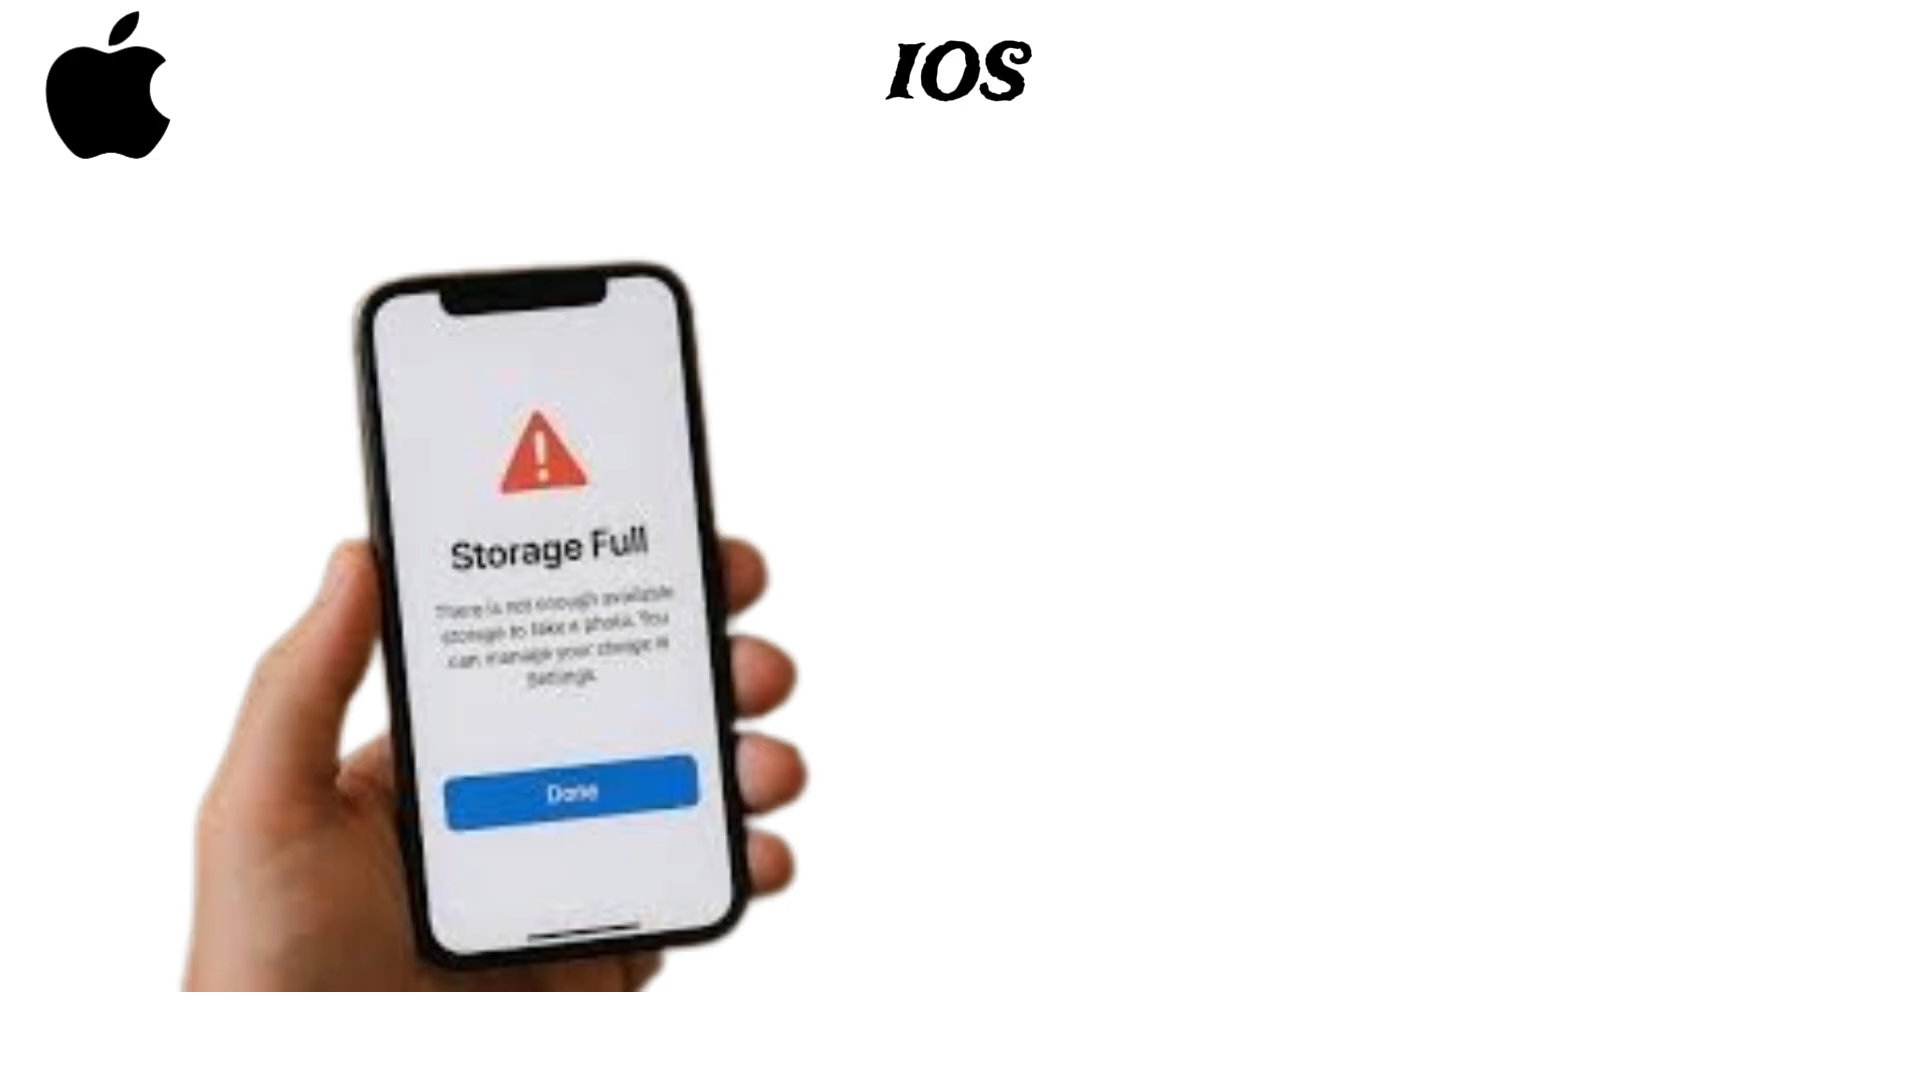 IOS
Storage Full
There is not enough available
storage to take a photo. You
can manage your storage in
Settings.
Done